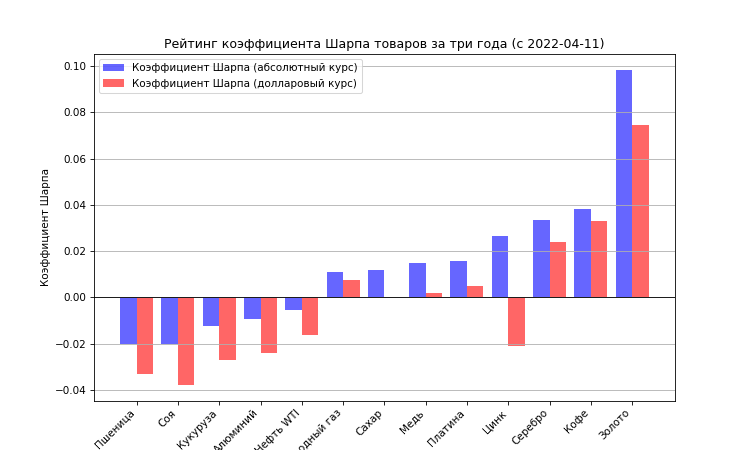 Рейтинг коэффициента Шарпа товаров за три года (с 2022-04-11)
Коэффициент Шарпа (абсолютный курс)
Коэффициент Шарпа (долларовый курс)
Коэффициент Шарпа
0.10
0.08
0.06
0.04
0.02
0.00
−0.02
−0.04
Пшеница
Соя
Кукуруза
Алюминий
Нефть WTI
одный газ
Сахар
Медь
Платина
Цинк
Серебро
Кофе
Золото